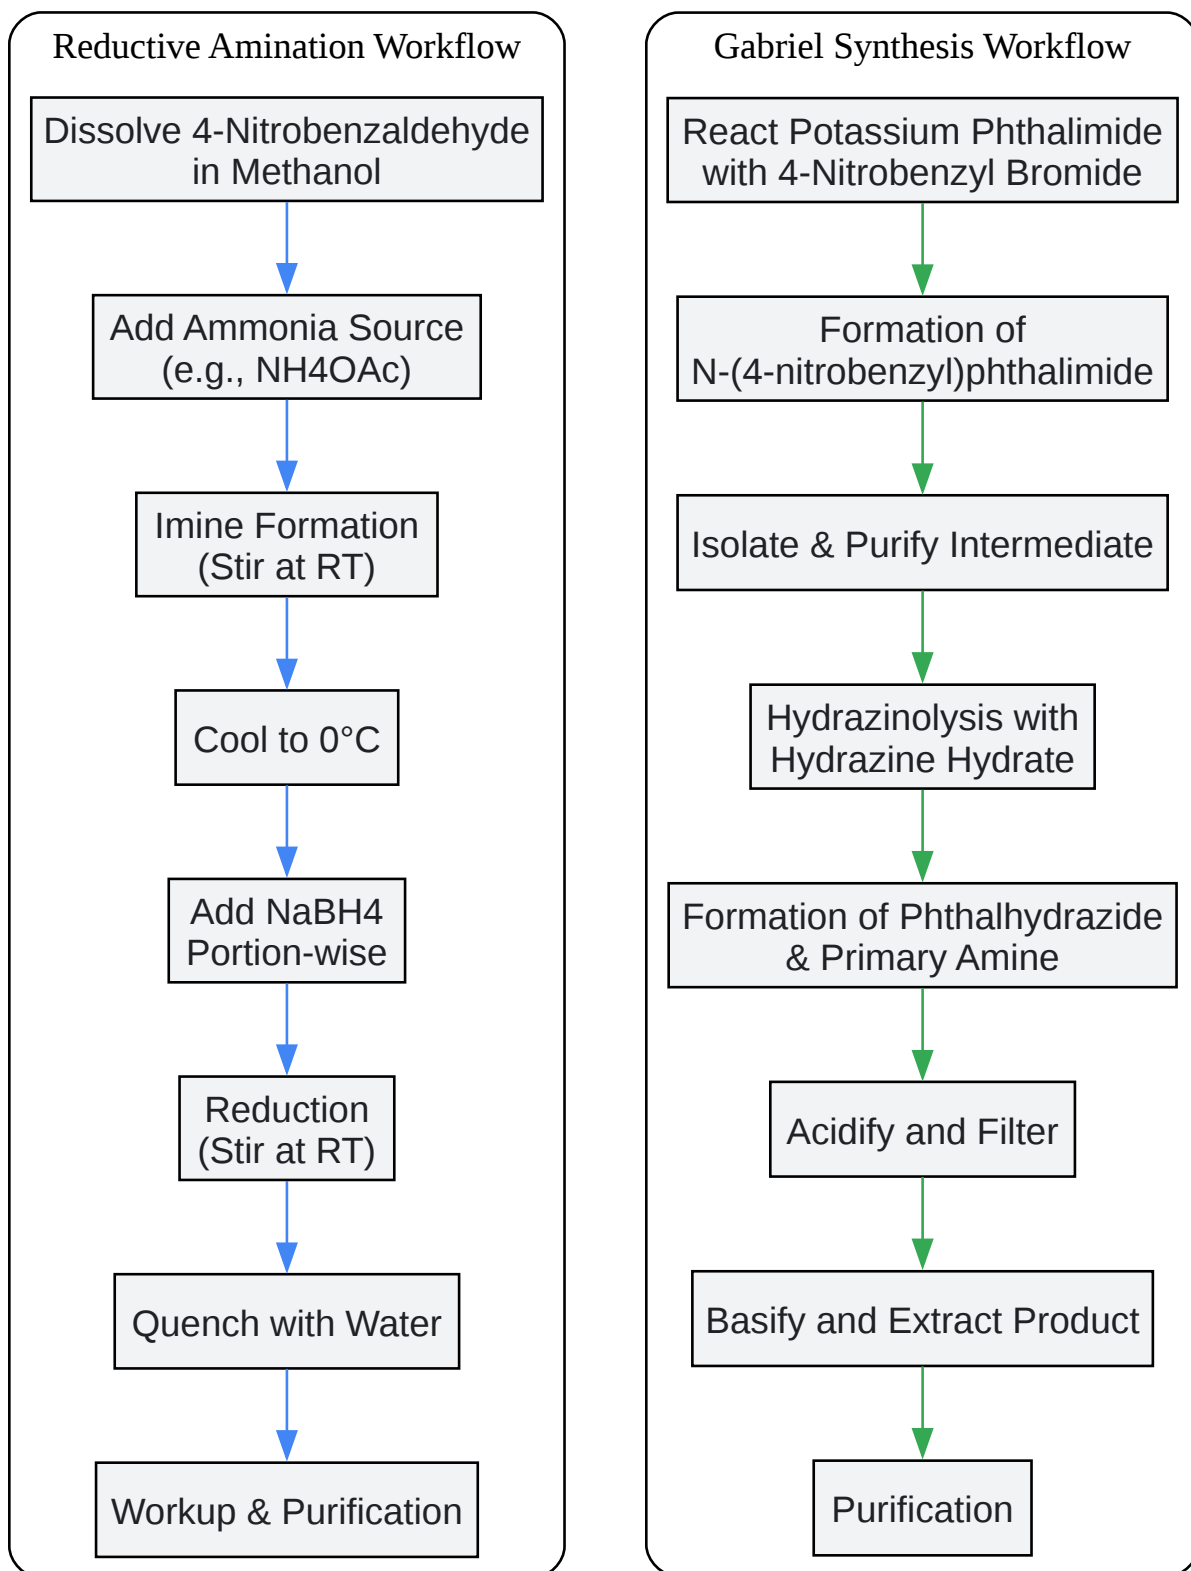 Reductive Amination Workflow
Dissolve 4-Nitrobenzaldehyde
in Methanol
Add Ammonia Source
(e.g., NH4OAc)
Imine Formation
(Stir at RT)
Cool to 0°C
Add NaBH4
Portion-wise
Reduction
(Stir at RT)
Quench with Water
Workup & Purification
Gabriel Synthesis Workflow
React Potassium Phthalimide
with 4-Nitrobenzyl Bromide
Formation of
N-(4-nitrobenzyl)phthalimide
Isolate & Purify Intermediate
Hydrazinolysis with
Hydrazine Hydrate
Formation of Phthalhydrazide
& Primary Amine
Acidify and Filter
Basify and Extract Product
Purification